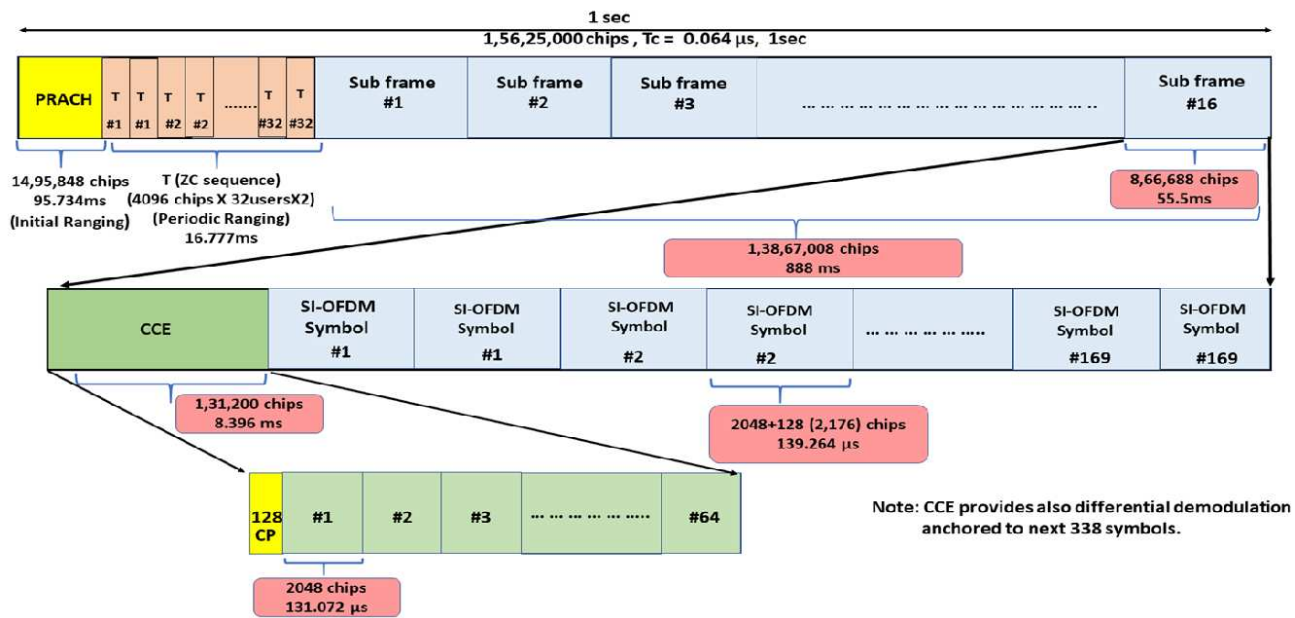 1 sec
1,56,25,000 chips , Tc = 0.064 µs, 1sec
PRACH
T
#1
T
#1
T
#2
T
#2
.......
T
#32
T
#32
Sub frame
#1
Sub frame
#2
Sub frame
#3
... ... ... ... ... ... ... ... ... ... ... ... ... ..
Sub frame
#16
14,95,848 chips
95.734ms
(Initial Ranging)
T (ZC sequence)
(4096 chips X 32usersX2)
(Periodic Ranging)
16.777ms
8,66,688 chips
55.5ms
1,38,67,008 chips
888 ms
CCE
SI-OFDM
Symbol
#1
SI-OFDM
Symbol
#1
SI-OFDM
Symbol
#2
SI-OFDM
Symbol
#2
... ... ... ... ... ..
SI-OFDM
Symbol
#169
SI-OFDM
Symbol
#169
1,31,200 chips
8.396 ms
2048+128 (2,176) chips
139.264 µs
128
CP
#1
#2
#3
... ... ... ... ... ..
#64
Note: CCE provides also differential demodulation
anchored to next 338 symbols.
2048 chips
131.072 µs